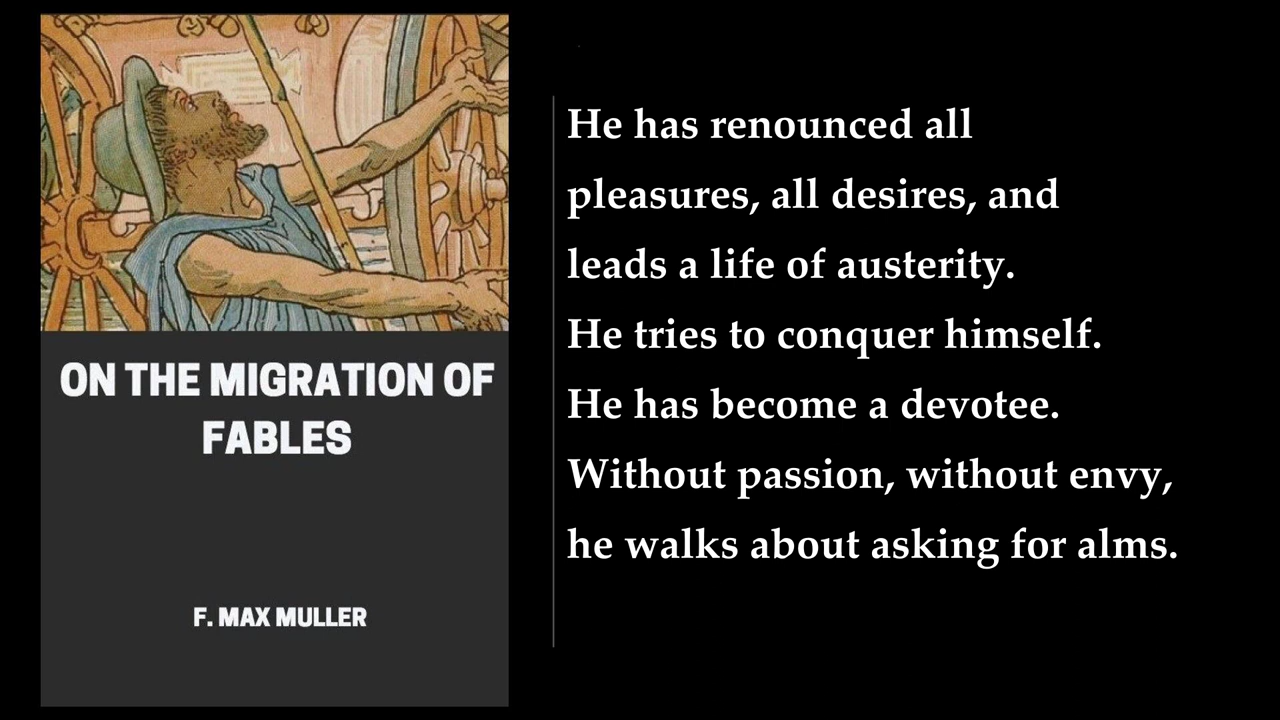 ON THE MIGRATION OF
FABLES
F. MAX MULLER
He has renounced all
pleasures, all desires, and
leads a life of austerity.
He tries to conquer himself.
He has become a devotee.
Without passion, without envy,
he walks about asking for alms.